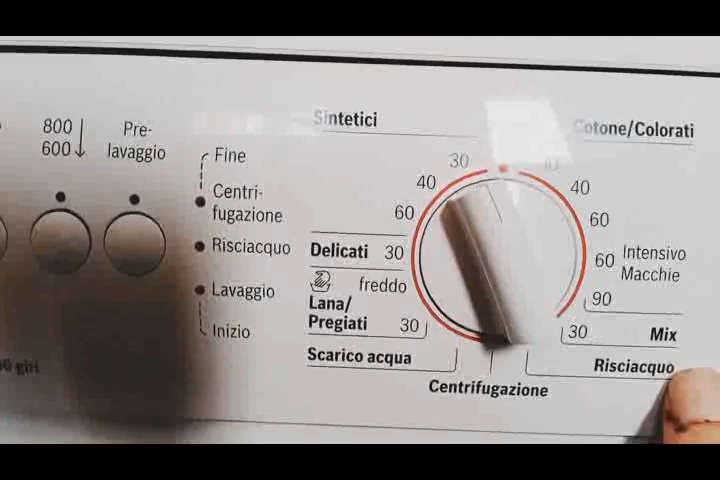 800
600
Pre-
lavaggio
Fine
Centri-
fugazione
Risciacquo
Lavaggio
Inizio
Sintetici
30
40
60
Delicati 30
freddo
Lana/
Pregiati 30
Scarico acqua
Centrifugazione
Cotone/Colorati
40
60
60 Intensivo
Macchie
90
30 Mix
Risciacquo
giri